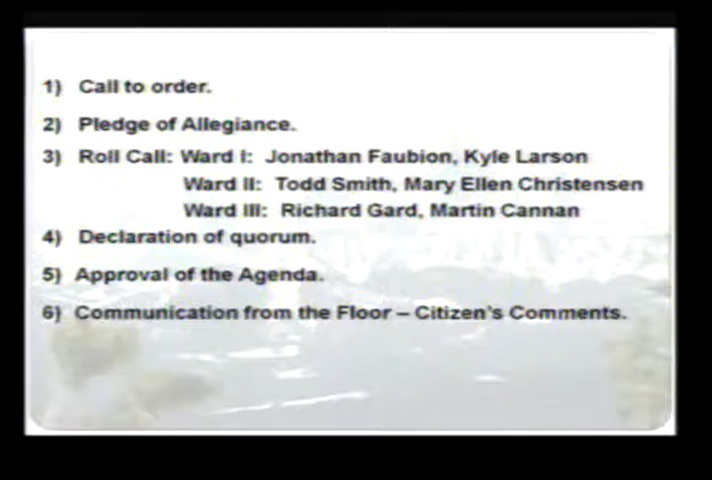 1) Call to order.
2) Pledge of Allegiance.
3) Roll Call: Ward I: Jonathan Faubion, Kyle Larson
Ward II: Todd Smith, Mary Ellen Christensen
Ward III: Richard Gard, Martin Cannan
4) Declaration of quorum.
5) Approval of the Agenda.
6) Communication from the Floor – Citizen's Comments.